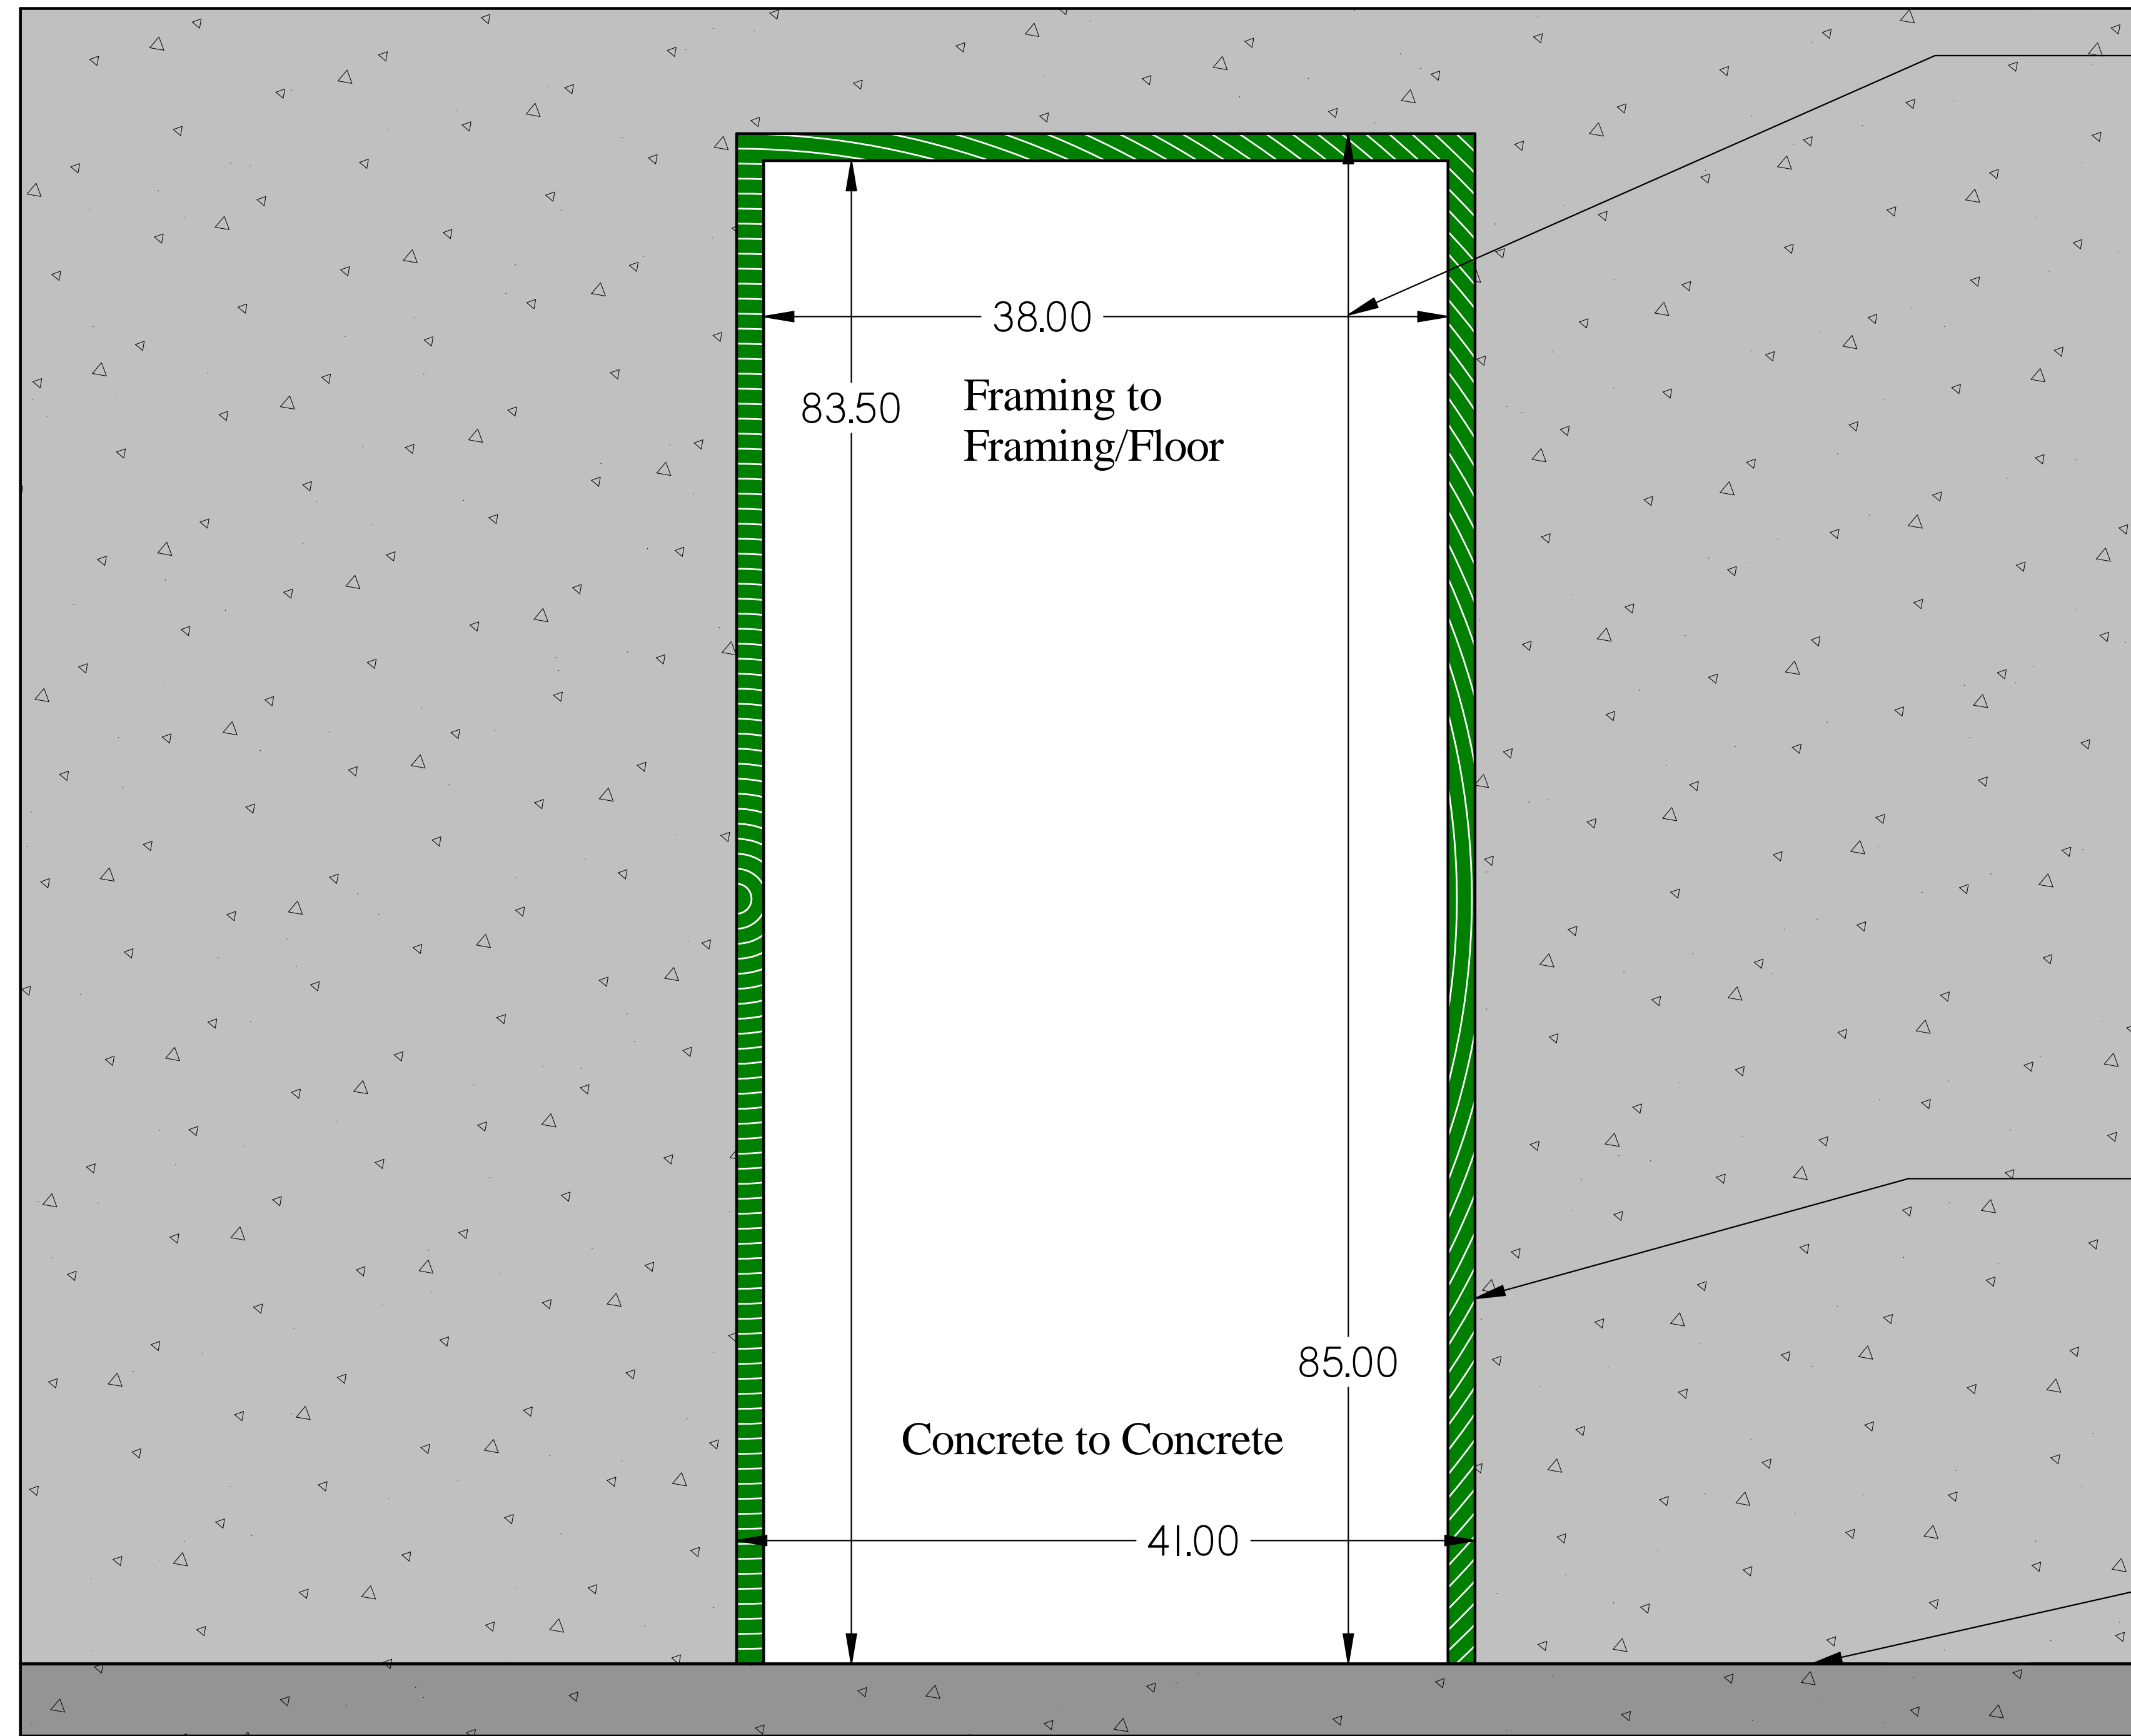 38.00
83.50
Framing to
Framing/Floor
85.00
Concrete to Concrete
41.00